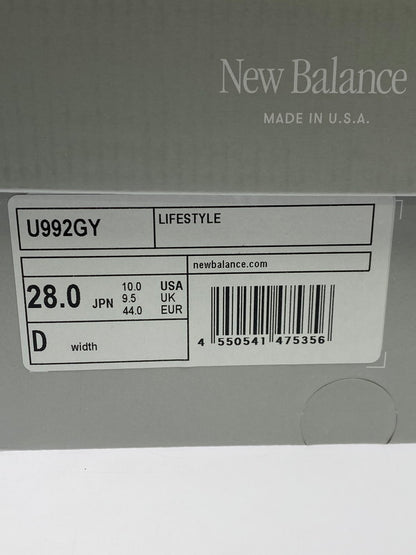 New Balance
MADE IN U.S.A.
U992GY
LIFESTYLE
newbalance.com
28.0 JPN
10.0 USA
9.5 UK
44.0 EUR
D width
4 550541 475356